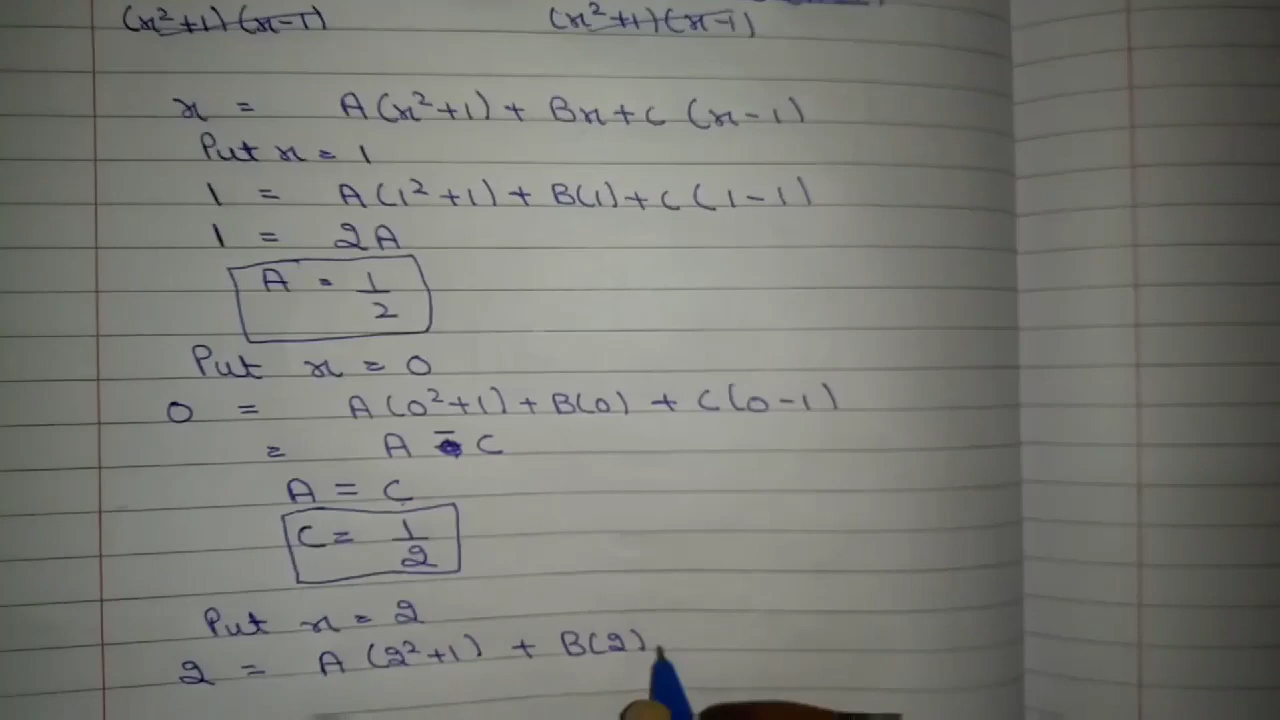 (x²+1)(x-1) (x²+1)(x-1)
x = A(x²+1) + Bx+C (x-1)
Put x = 1
1 = A(1²+1) + B(1)+C(1-1)
1 = 2A
A = 1/2
Put x = 0
0 = A(0²+1) + B(0) + C(0-1)
= A - C
A = C
C = 1/2
Put x = 2
2 = A (2²+1) + B(2)